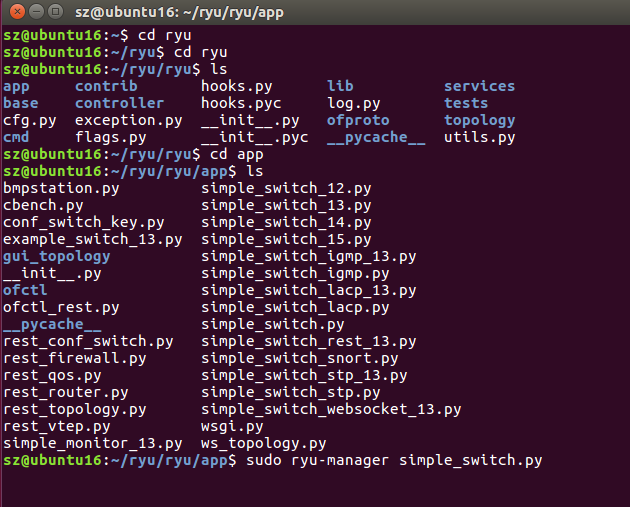 sz@ubuntu16: ~/ryu/ryu/app
sz@ubuntu16:~$ cd ryu
sz@ubuntu16:~/ryu$ cd ryu
sz@ubuntu16:~/ryu/ryu$ ls
app contrib hooks.py lib services
base controller hooks.pyc log.py tests
cfg.py exception.py __init__.py ofproto topology
cmd flags.py __init__.pyc __pycache__ utils.py
sz@ubuntu16:~/ryu/ryu$ cd app
sz@ubuntu16:~/ryu/ryu/app$ ls
bmpstation.py simple_switch_12.py
cbench.py simple_switch_13.py
conf_switch_key.py simple_switch_14.py
example_switch_13.py simple_switch_15.py
gui_topology simple_switch_igmp_13.py
__init__.py simple_switch_igmp.py
ofctl simple_switch_lacp_13.py
ofctl_rest.py simple_switch_lacp.py
__pycache__ simple_switch.py
rest_conf_switch.py simple_switch_rest_13.py
rest_firewall.py simple_switch_snort.py
rest_qos.py simple_switch_stp_13.py
rest_router.py simple_switch_stp.py
rest_topology.py simple_switch_websocket_13.py
rest_vtep.py wsgi.py
simple_monitor_13.py ws_topology.py
sz@ubuntu16:~/ryu/ryu/app$ sudo ryu-manager simple_switch.py